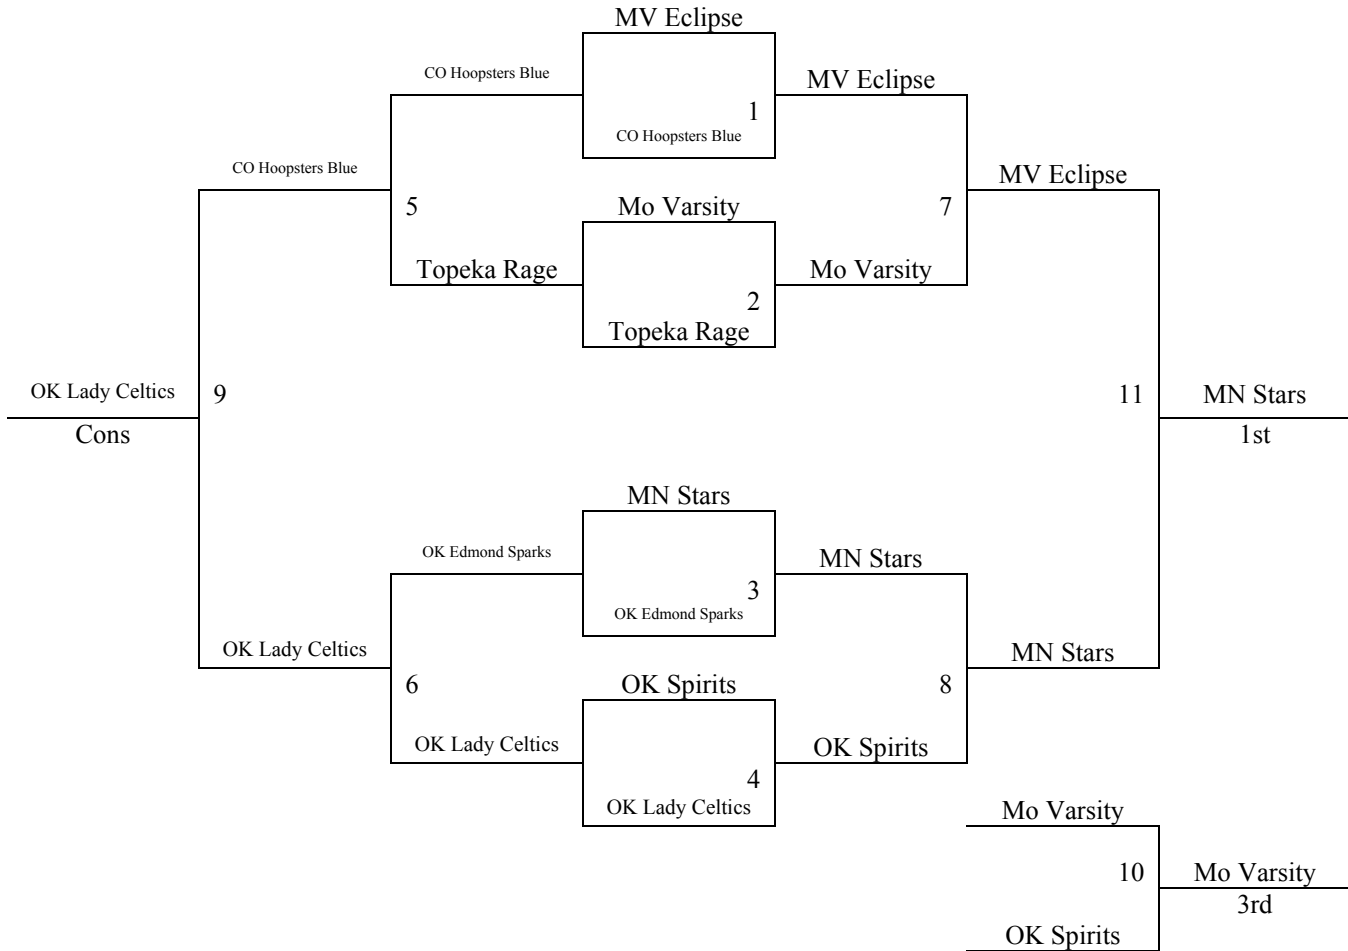 MV Eclipse
CO Hoopsters Blue
MV Eclipse
1
CO Hoopsters Blue
CO Hoopsters Blue
MV Eclipse
5
Mo Varsity
7
Topeka Rage
Mo Varsity
2
Topeka Rage
OK Lady Celtics
9
11
MN Stars
Cons
1st
MN Stars
OK Edmond Sparks
MN Stars
3
OK Edmond Sparks
OK Lady Celtics
MN Stars
6
OK Spirits
8
OK Lady Celtics
OK Spirits
4
OK Lady Celtics
Mo Varsity
10
Mo Varsity
3rd
OK Spirits